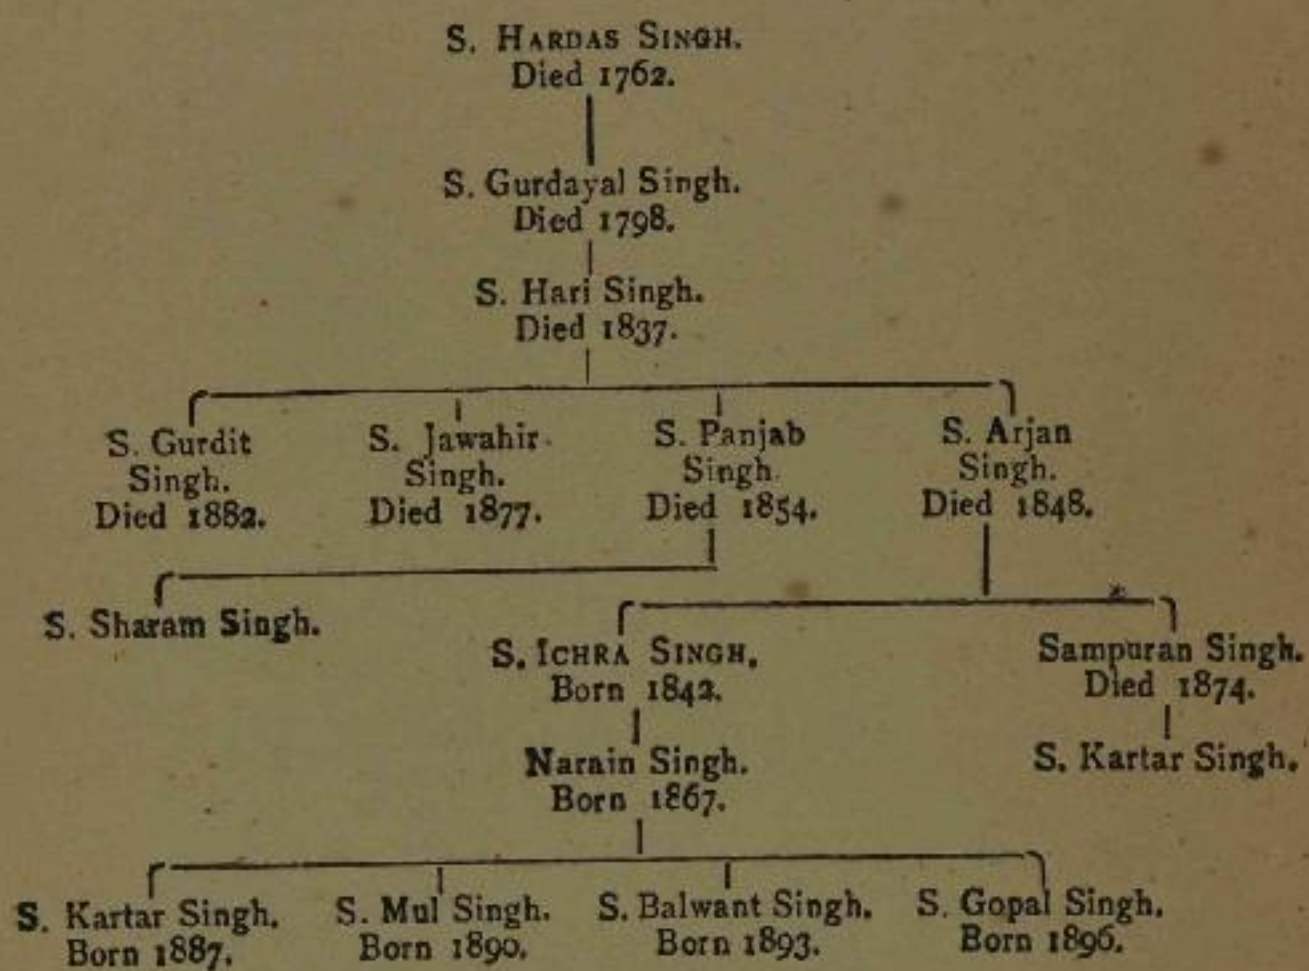 S. HARDAS SINGH.
Died 1762.
S. Gurdayal Singh.
Died 1798.
S. Hari Singh.
Died 1837.
S. Gurdit
Singh.
Died 1882.
S. Jawahir
Singh.
Died 1877.
S. Panjab
Singh
Died 1854.
S. Arjan
Singh.
Died 1848.
S. Sharam Singh.
S. ICHRA SINGH.
Born 1842.
Sampuran Singh.
Died 1874.
Narain Singh.
Born 1867.
S. Kartar Singh.
S. Kartar Singh.
Born 1887.
S. Mul Singh.
Born 1890.
S. Balwant Singh.
Born 1893.
S. Gopal Singh.
Born 1896.